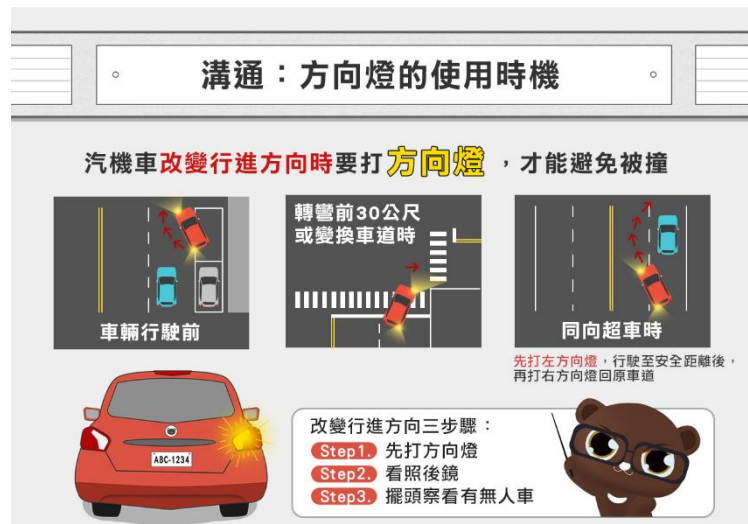 溝通：方向燈的使用時機
汽機車改變行進方向時要打方向燈，才能避免被撞
車輛行駛前
轉彎前30公尺
或變換車道時
同向超車時
先打左方向燈，行駛至安全距離後，
再打右方向燈回原車道
ABC-1234
改變行進方向三步驟：
Step1. 先打方向燈
Step2. 看照後鏡
Step3. 擺頭察看有無人車